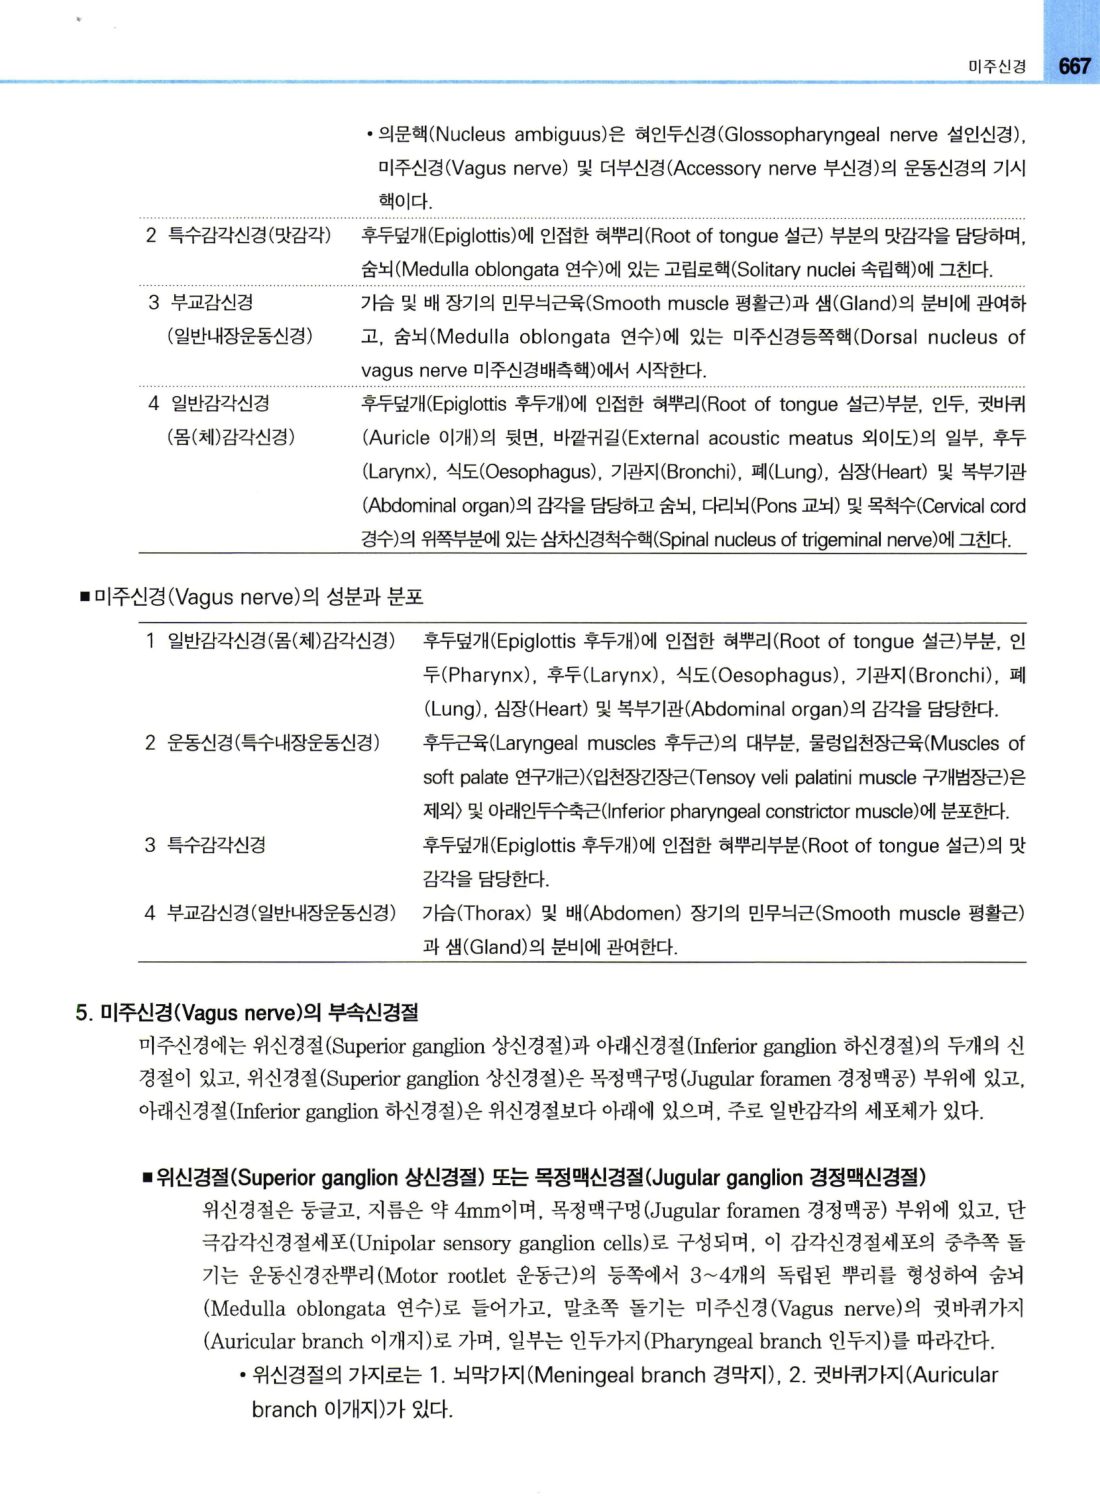 미주신경 667
• 의문핵(Nucleus ambiguus)은 혀인두신경(Glossopharyngeal nerve 설인신경),
미주신경(Vagus nerve) 및 더부신경(Accessory nerve 부신경)의 운동신경의 기시
핵이다.
2 특수감각신경(맛감각) 후두덮개(Epiglottis)에 인접한 혀뿌리(Root of tongue 설근) 부분의 맛감각을 담당하며,
숨뇌(Medulla oblongata 연수)에 있는 고립로핵(Solitary nuclei 속립핵)에 그친다.
3 부교감신경 가슴 및 배 장기의 민무늬근육(Smooth muscle 평활근)과 샘(Gland)의 분비에 관여하
(일반내장운동신경) 고, 숨뇌(Medulla oblongata 연수)에 있는 미주신경등쪽핵(Dorsal nucleus of
vagus nerve 미주신경배측핵)에서 시작한다.
4 일반감각신경 후두덮개(Epiglottis 후두개)에 인접한 혀뿌리(Root of tongue 설근)부분, 인두, 귓바퀴
(몸(체)감각신경) (Auricle 이개)의 뒷면, 바깥귀길(External acoustic meatus 외이도)의 일부, 후두
(Larynx), 식도(Oesophagus), 기관지(Bronchi), 폐(Lung), 심장(Heart) 및 복부기관
(Abdominal organ)의 감각을 담당하고 숨뇌, 다리뇌(Pons 교뇌) 및 목척수(Cervical cord
경수)의 위쪽부분에 있는 삼차신경척수핵(Spinal nucleus of trigeminal nerve)에 그친다.
■ 미주신경(Vagus nerve)의 성분과 분포
1 일반감각신경(몸(체)감각신경) 후두덮개(Epiglottis 후두개)에 인접한 혀뿌리(Root of tongue 설근)부분, 인
두(Pharynx), 후두(Larynx), 식도(Oesophagus), 기관지(Bronchi), 폐
(Lung), 심장(Heart) 및 복부기관(Abdominal organ)의 감각을 담당한다.
2 운동신경(특수내장운동신경) 후두근육(Laryngeal muscles 후두근)의 대부분, 물렁입천장근육(Muscles of
soft palate 연구개근)〈입천장긴장근(Tensoy veli palatini muscle 구개범장근)은
제외〉 및 아래인두수축근(Inferior pharyngeal constrictor muscle)에 분포한다.
3 특수감각신경 후두덮개(Epiglottis 후두개)에 인접한 혀뿌리부분(Root of tongue 설근)의 맛
감각을 담당한다.
4 부교감신경(일반내장운동신경) 가슴(Thorax) 및 배(Abdomen) 장기의 민무늬근(Smooth muscle 평활근)
과 샘(Gland)의 분비에 관여한다.
5. 미주신경(Vagus nerve)의 부속신경절
미주신경에는 위신경절(Superior ganglion 상신경절)과 아래신경절(Inferior ganglion 하신경절)의 두개의 신
경절이 있고, 위신경절(Superior ganglion 상신경절)은 목정맥구멍(Jugular foramen 경정맥공) 부위에 있고,
아래신경절(Inferior ganglion 하신경절)은 위신경절보다 아래에 있으며, 주로 일반감각의 세포체가 있다.
■ 위신경절(Superior ganglion 상신경절) 또는 목정맥신경절(Jugular ganglion 경정맥신경절)
위신경절은 둥글고, 지름은 약 4mm이며, 목정맥구멍(Jugular foramen 경정맥공) 부위에 있고, 단
극감각신경절세포(Unipolar sensory ganglion cells)로 구성되며, 이 감각신경절세포의 중추쪽 돌
기는 운동신경잔뿌리(Motor rootlet 운동근)의 등쪽에서 3~4개의 독립된 뿌리를 형성하여 숨뇌
(Medulla oblongata 연수)로 들어가고, 말초쪽 돌기는 미주신경(Vagus nerve)의 귓바퀴가지
(Auricular branch 이개지)로 가며, 일부는 인두가지(Pharyngeal branch 인두지)를 따라간다.
• 위신경절의 가지로는 1. 뇌막가지(Meningeal branch 경막지), 2. 귓바퀴가지(Auricular
branch 이개지)가 있다.